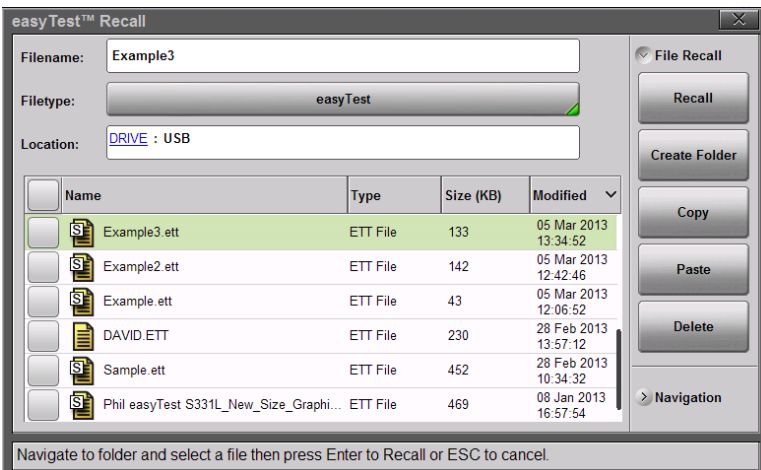 easyTest™ Recall
Filename: Example3
Filetype: easyTest
Location: DRIVE : USB
Name Type Size (KB) Modified
S Example3.ett ETT File 133 05 Mar 2013
13:34:52
S Example2.ett ETT File 142 05 Mar 2013
12:42:46
S Example.ett ETT File 43 05 Mar 2013
12:06:52
DAVID.ETT ETT File 230 28 Feb 2013
13:57:12
S Sample.ett ETT File 452 28 Feb 2013
10:34:32
S Phil easyTest S331L_New_Size_Graphi... ETT File 469 08 Jan 2013
16:57:54
File Recall
Recall
Create Folder
Copy
Paste
Delete
Navigation
Navigate to folder and select a file then press Enter to Recall or ESC to cancel.